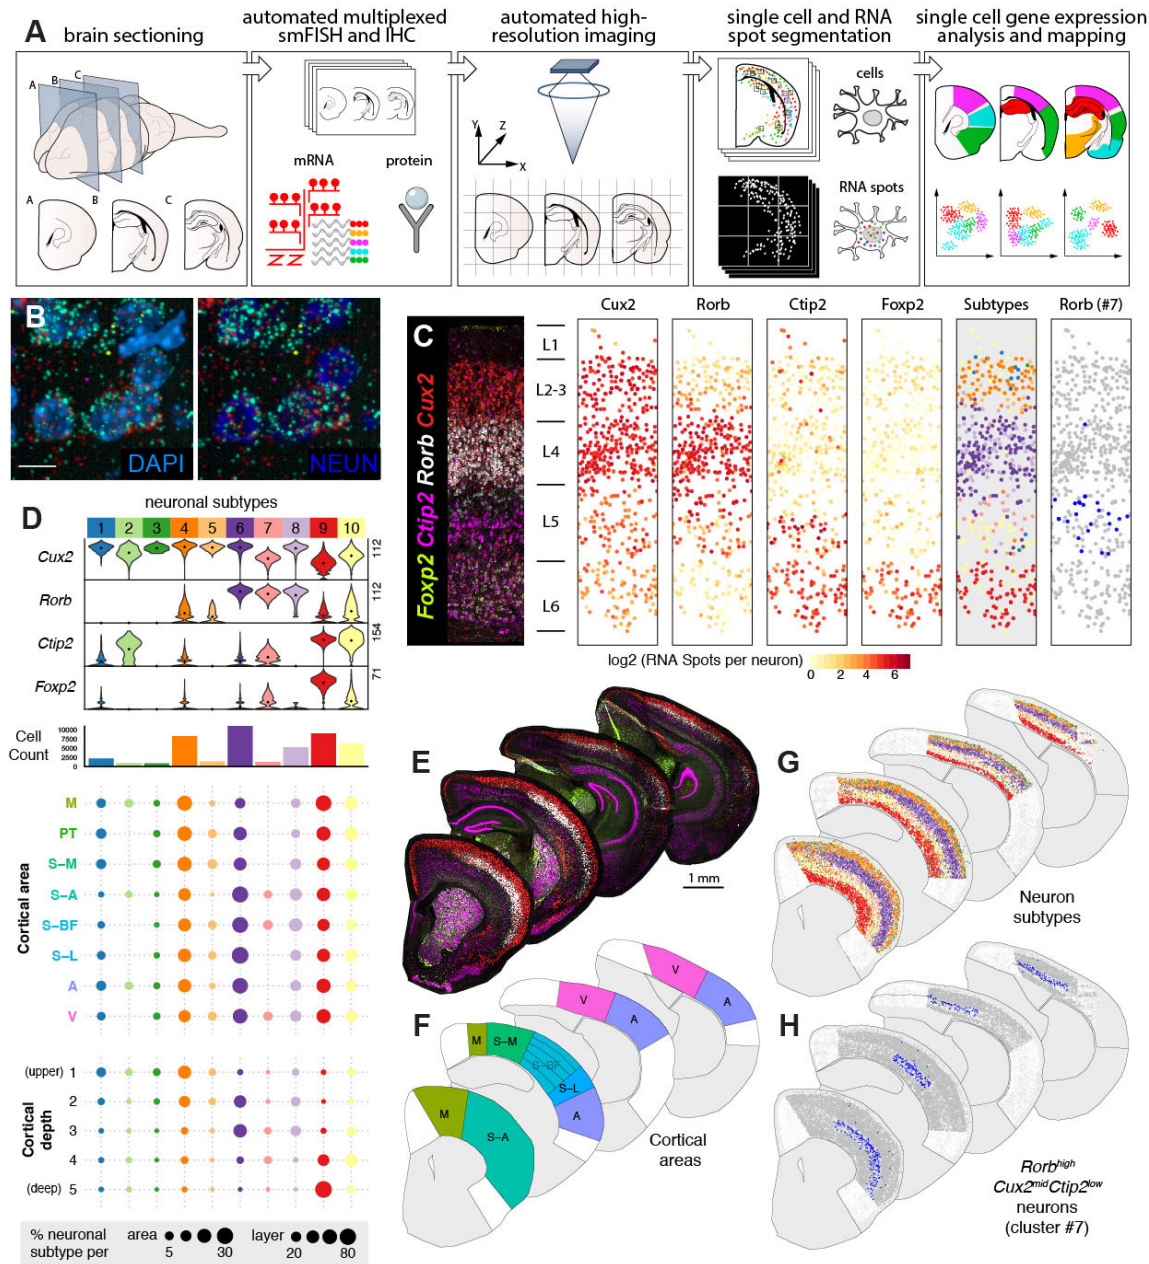 A
brain sectioning
automated multiplexed
smFISH and IHC
automated high-
resolution imaging
single cell and RNA
spot segmentation
single cell gene expression
analysis and mapping
A
B
C
A
B
C
mRNA
protein
Y
Z
X
cells
RNA spots
B
DAPI
NEUN
C
Foxp2 Ctip2 Rorb Cux2
L1
L2-3
L4
L5
L6
Cux2
Rorb
Ctip2
Foxp2
Subtypes
Rorb (#7)
log2 (RNA Spots per neuron)
0 2 4 6
D
neuronal subtypes
1 2 3 4 5 6 7 8 9 10
Cux2
112
Rorb
112
Ctip2
154
Foxp2
71
Cell
Count
10000
7500
5000
2500
0
Cortical area
M
PT
S-M
S-A
S-BF
S-L
A
V
Cortical
depth
(upper) 1
2
3
4
(deep) 5
% neuronal
subtype per
area
5 30
layer
20 80
E
1 mm
F
M
S-A
M
S-M
S-BF
S-L
A
V
A
V
A
Cortical
areas
G
Neuron
subtypes
H
Rorbhigh
Cux2midCtip2low
neurons
(cluster #7)